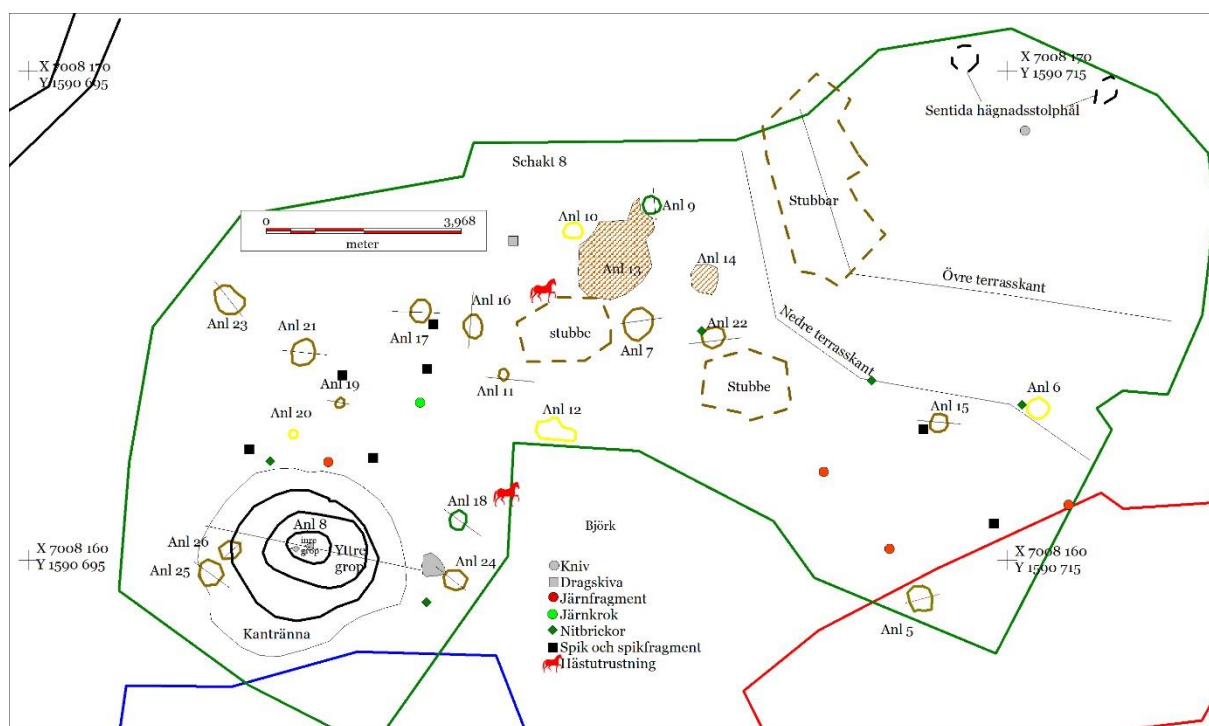 X 7008 170
Y 1590 695
X 7008 170
Y 1590 715
Sentida hägnadsstolphål
Schakt 8
Stubbar
Anl 9
Anl 10
0 3,968
meter
Anl 13
Anl 14
Övre terrasskant
Anl 23
Anl 21
Anl 17
Anl 16
stubbe
Anl 7
Anl 22
Nedre terrasskant
Anl 19
Anl 11
Stubbe
Anl 6
Anl 20
Anl 12
Anl 15
Anl 18
Anl 8
inre
grop
Yttre
grop
Björk
X 7008 160
Y 1590 695
Anl 26
Anl 25
Anl 24
X 7008 160
Y 1590 715
Kniv
Dragskiva
Järnfragment
Järnkrok
Nitbrickor
Spik och spikfragment
Hästutrustning
Kantränna
Anl 5